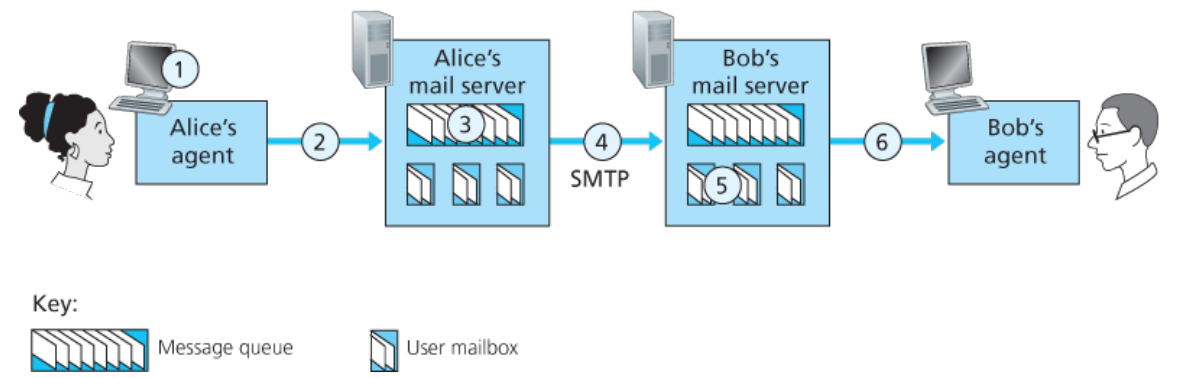 1
Alice's
agent
2
Alice's
mail server
3
4
SMTP
Bob's
mail server
5
6
Bob's
agent
Key:
Message queue
User mailbox